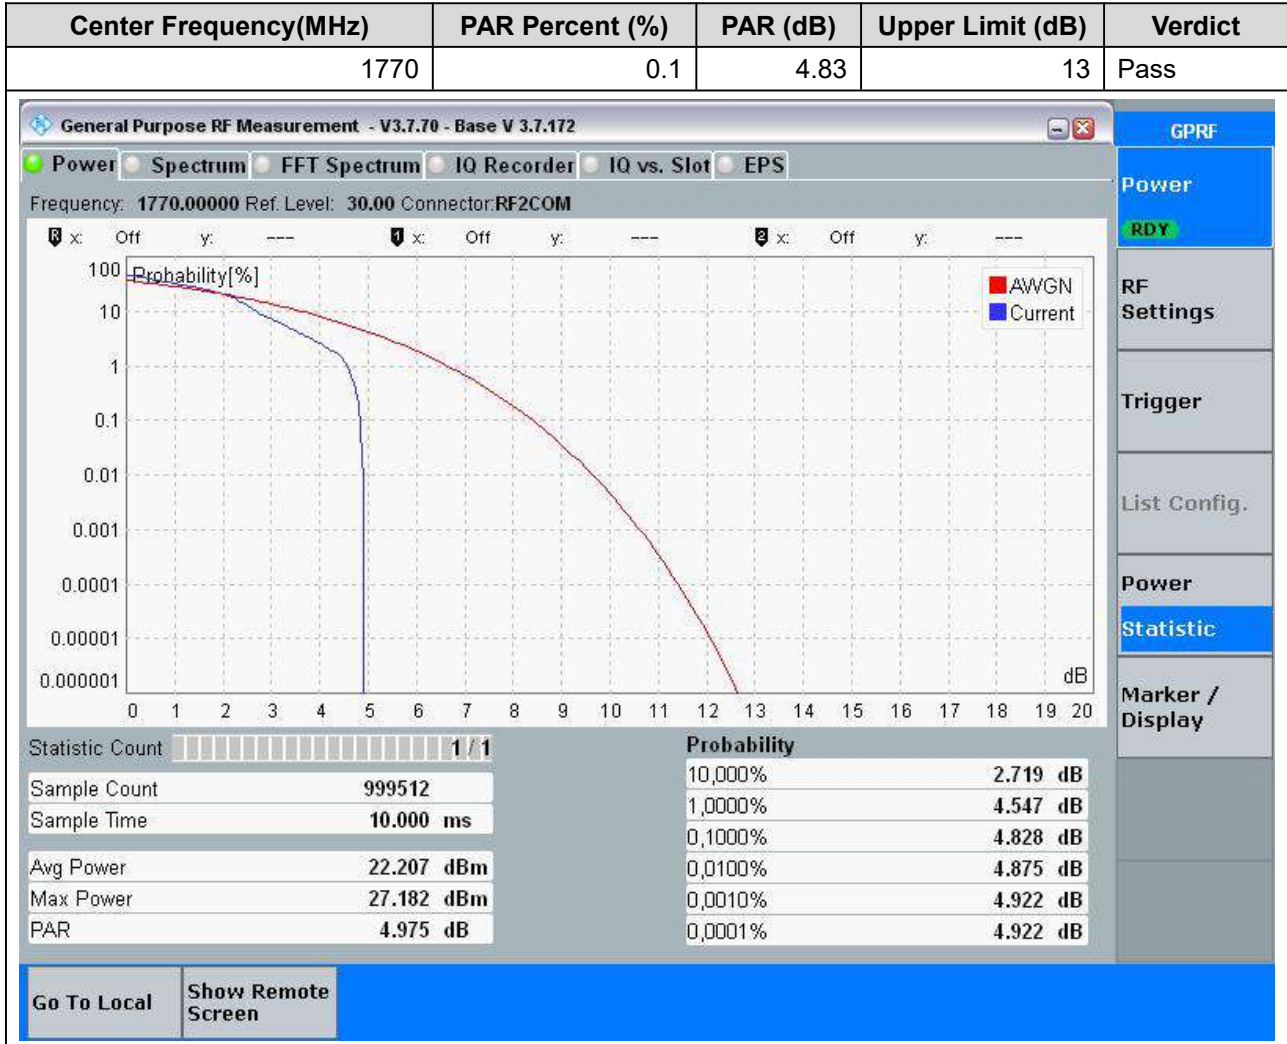 Center Frequency(MHz) PAR Percent (%) PAR (dB) Upper Limit (dB) Verdict
1770 0.1 4.83 13 Pass
General Purpose RF Measurement - V3.7.70 - Base V 3.7.172
GPRF
Power Spectrum FFT Spectrum IQ Recorder IQ vs. Slot EPS
Frequency: 1770.00000 Ref. Level: 30.00 Connector:RF2COM
R x: Off y: --- 1 x: Off y: --- 2 x: Off y: ---
Probability[%]
AWGN
Current
100
10
1
0.1
0.01
0.001
0.0001
0.00001
0.000001
dB
0 1 2 3 4 5 6 7 8 9 10 11 12 13 14 15 16 17 18 19 20
Statistic Count 1 / 1
Sample Count 999512
Sample Time 10.000 ms
Avg Power 22.207 dBm
Max Power 27.182 dBm
PAR 4.975 dB
Probability
10,000% 2.719 dB
1,0000% 4.547 dB
0,1000% 4.828 dB
0,0100% 4.875 dB
0,0010% 4.922 dB
0,0001% 4.922 dB
Power
RDY
RF
Settings
Trigger
List Config.
Power
Statistic
Marker /
Display
Go To Local
Show Remote
Screen